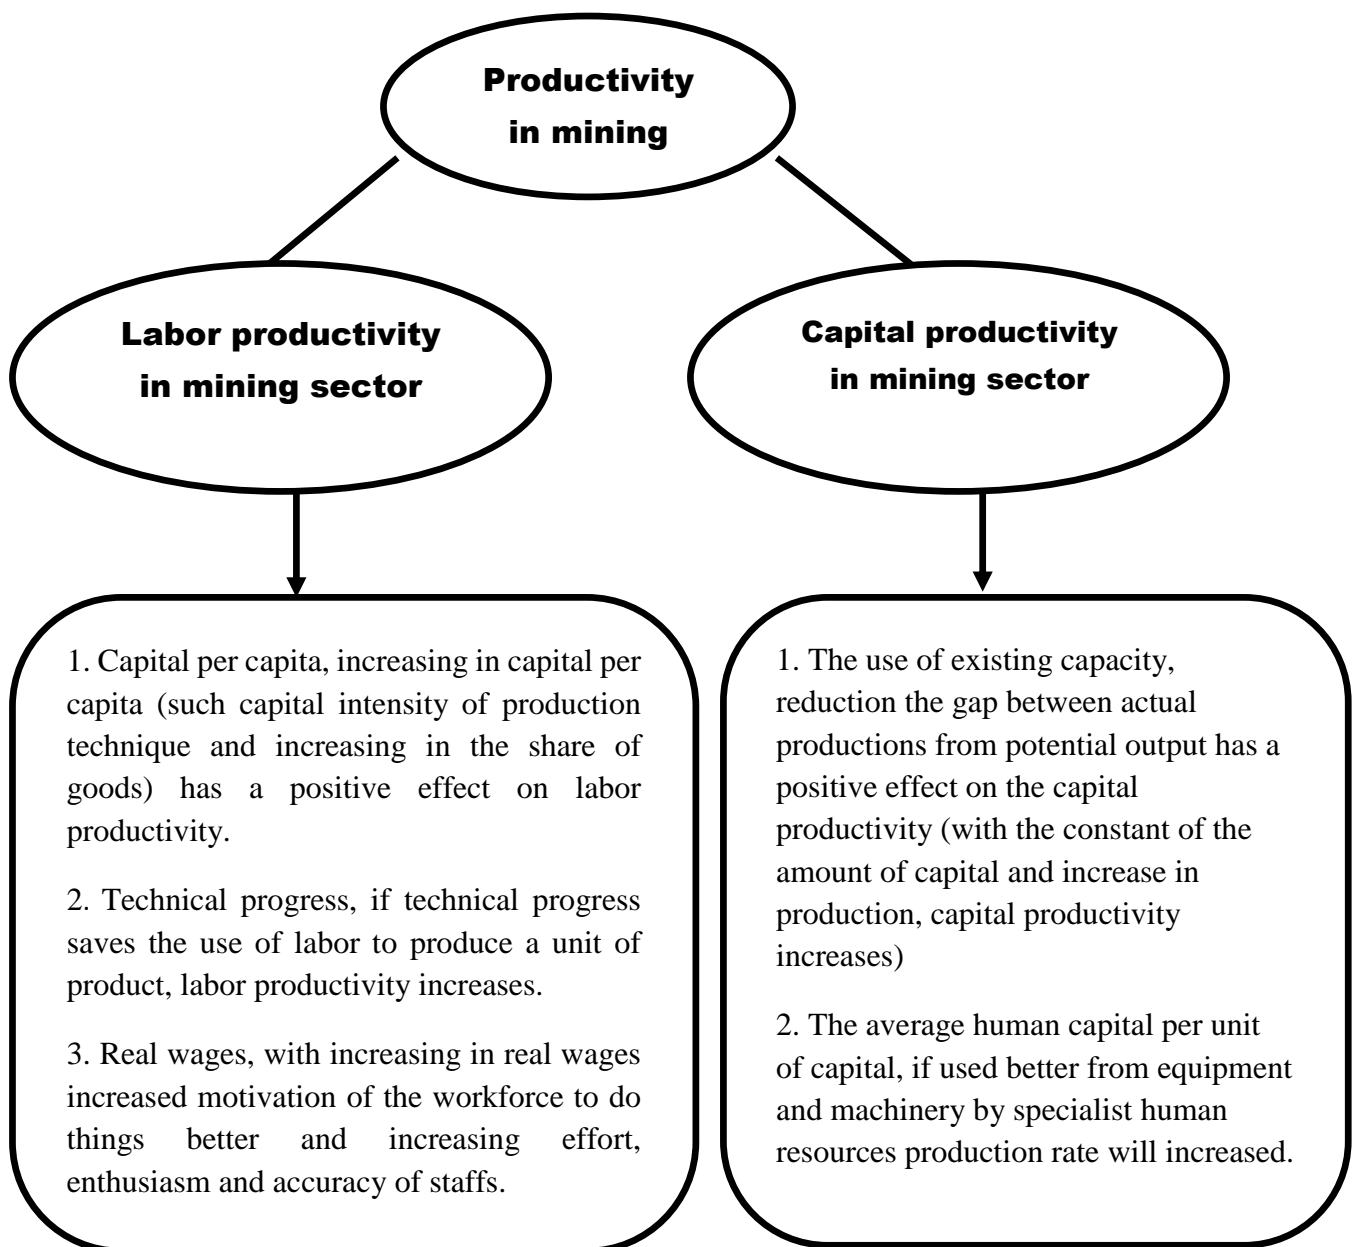 Productivity
in mining
Labor productivity
in mining sector
Capital productivity
in mining sector
1. Capital per capita, increasing in capital per
capita (such capital intensity of production
technique and increasing in the share of
goods) has a positive effect on labor
productivity.
2. Technical progress, if technical progress
saves the use of labor to produce a unit of
product, labor productivity increases.
3. Real wages, with increasing in real wages
increased motivation of the workforce to do
things better and increasing effort,
enthusiasm and accuracy of staffs.
1. The use of existing capacity,
reduction the gap between actual
productions from potential output has a
positive effect on the capital
productivity (with the constant of the
amount of capital and increase in
production, capital productivity
increases)
2. The average human capital per unit
of capital, if used better from equipment
and machinery by specialist human
resources production rate will increased.